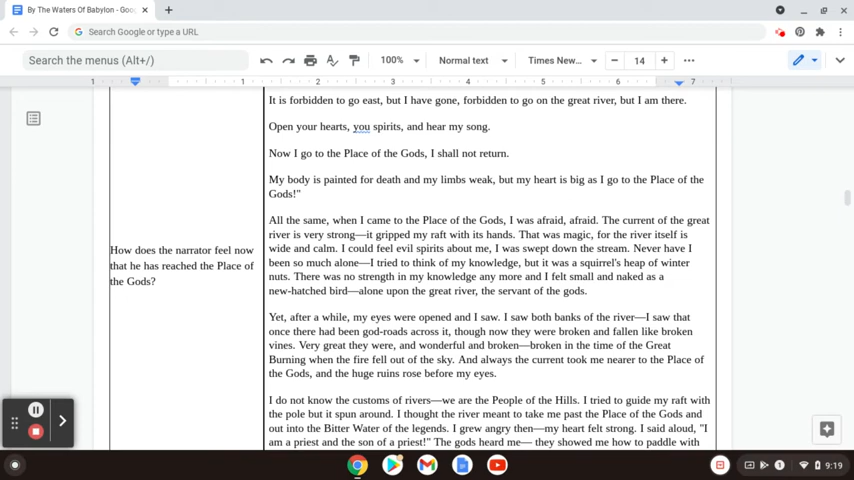 By The Waters Of Babylon - Goo
Search Google or type a URL
Search the menus (Alt+/)
100%
Normal text
Times New...
14
1
1
2
3
4
5
6
7
It is forbidden to go east, but I have gone, forbidden to go on the great river, but I am there.
Open your hearts, you spirits, and hear my song.
Now I go to the Place of the Gods, I shall not return.
My body is painted for death and my limbs weak, but my heart is big as I go to the Place of the
Gods!"
How does the narrator feel now
that he has reached the Place of
the Gods?
All the same, when I came to the Place of the Gods, I was afraid, afraid. The current of the great
river is very strong—it gripped my raft with its hands. That was magic, for the river itself is
wide and calm. I could feel evil spirits about me, I was swept down the stream. Never have I
been so much alone—I tried to think of my knowledge, but it was a squirrel's heap of winter
nuts. There was no strength in my knowledge any more and I felt small and naked as a
new-hatched bird—alone upon the great river, the servant of the gods.
Yet, after a while, my eyes were opened and I saw. I saw both banks of the river—I saw that
once there had been god-roads across it, though now they were broken and fallen like broken
vines. Very great they were, and wonderful and broken—broken in the time of the Great
Burning when the fire fell out of the sky. And always the current took me nearer to the Place of
the Gods, and the huge ruins rose before my eyes.
I do not know the customs of rivers—we are the People of the Hills. I tried to guide my raft with
the pole but it spun around. I thought the river meant to take me past the Place of the Gods and
out into the Bitter Water of the legends. I grew angry then—my heart felt strong. I said aloud, "I
am a priest and the son of a priest!" The gods heard me— they showed me how to paddle with
1
9:19